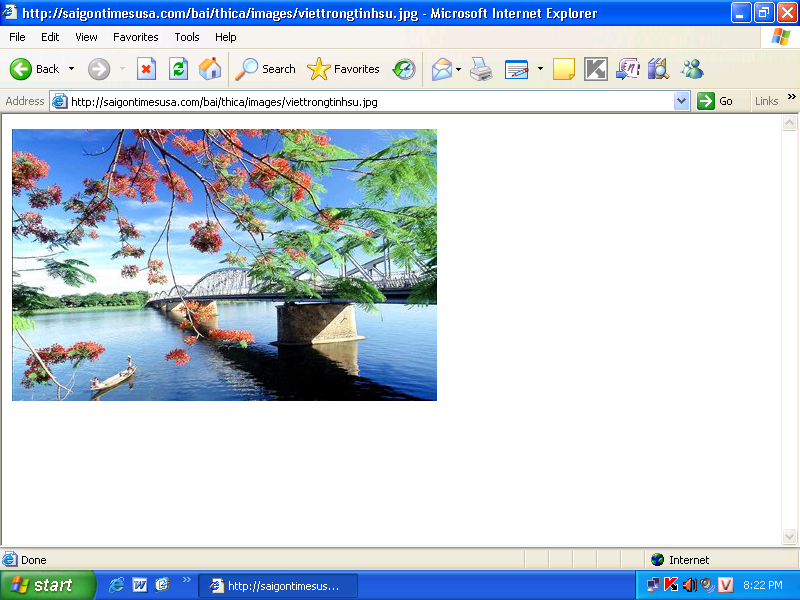 http://saigontimesusa.com/bai/thica/images/viettrongtinhsu.jpg - Microsoft Internet Explorer
File Edit View Favorites Tools Help
Back Search Favorites
Address http://saigontimesusa.com/bai/thica/images/viettrongtinhsu.jpg Go Links »
Done Internet
start W » http://saigontimesus... K V 8:22 PM